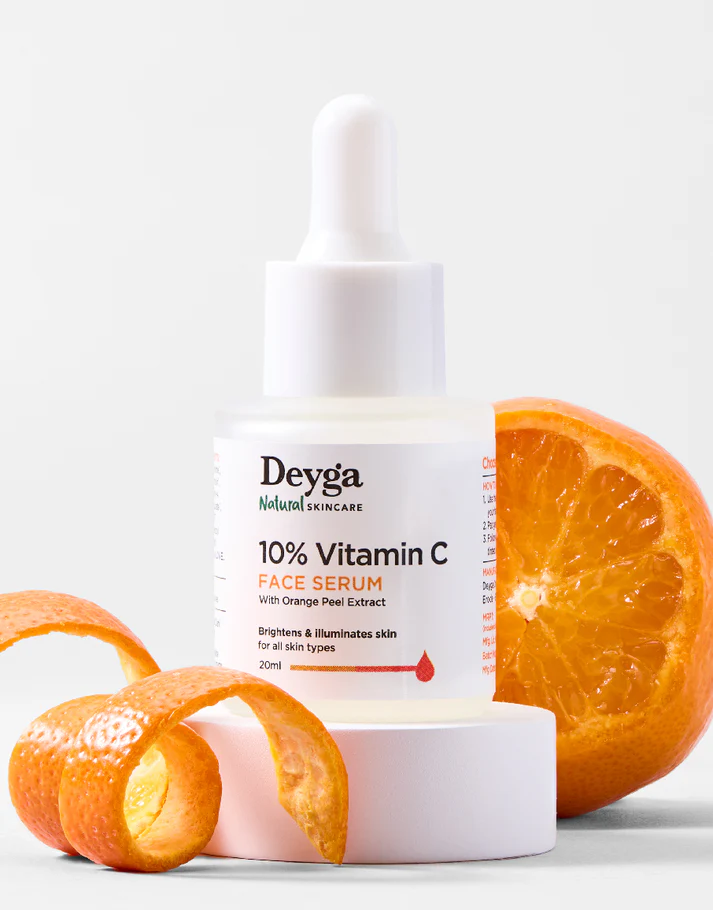 Deyga
Natural SKINCARE
10% Vitamin C
FACE SERUM
With Orange Peel Extract
Brightens & illuminates skin
for all skin types
20ml